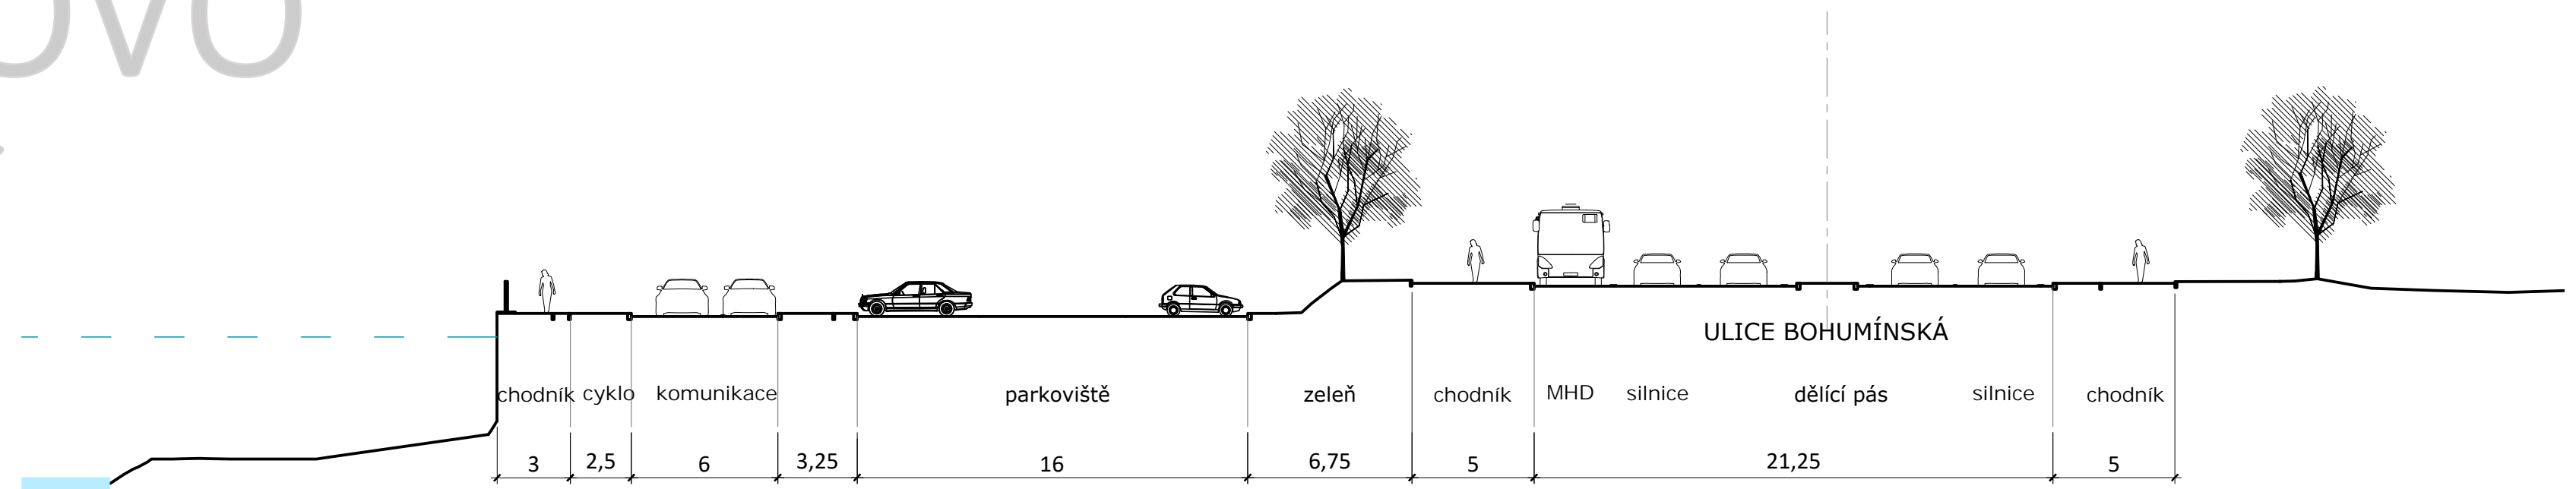 OVO
ULICE BOHUMÍNSKÁ
chodník cyklo komunikace parkoviště zeleň chodník MHD silnice dělící pás silnice chodník
3 2,5 6 3,25 16 6,75 5 21,25 5